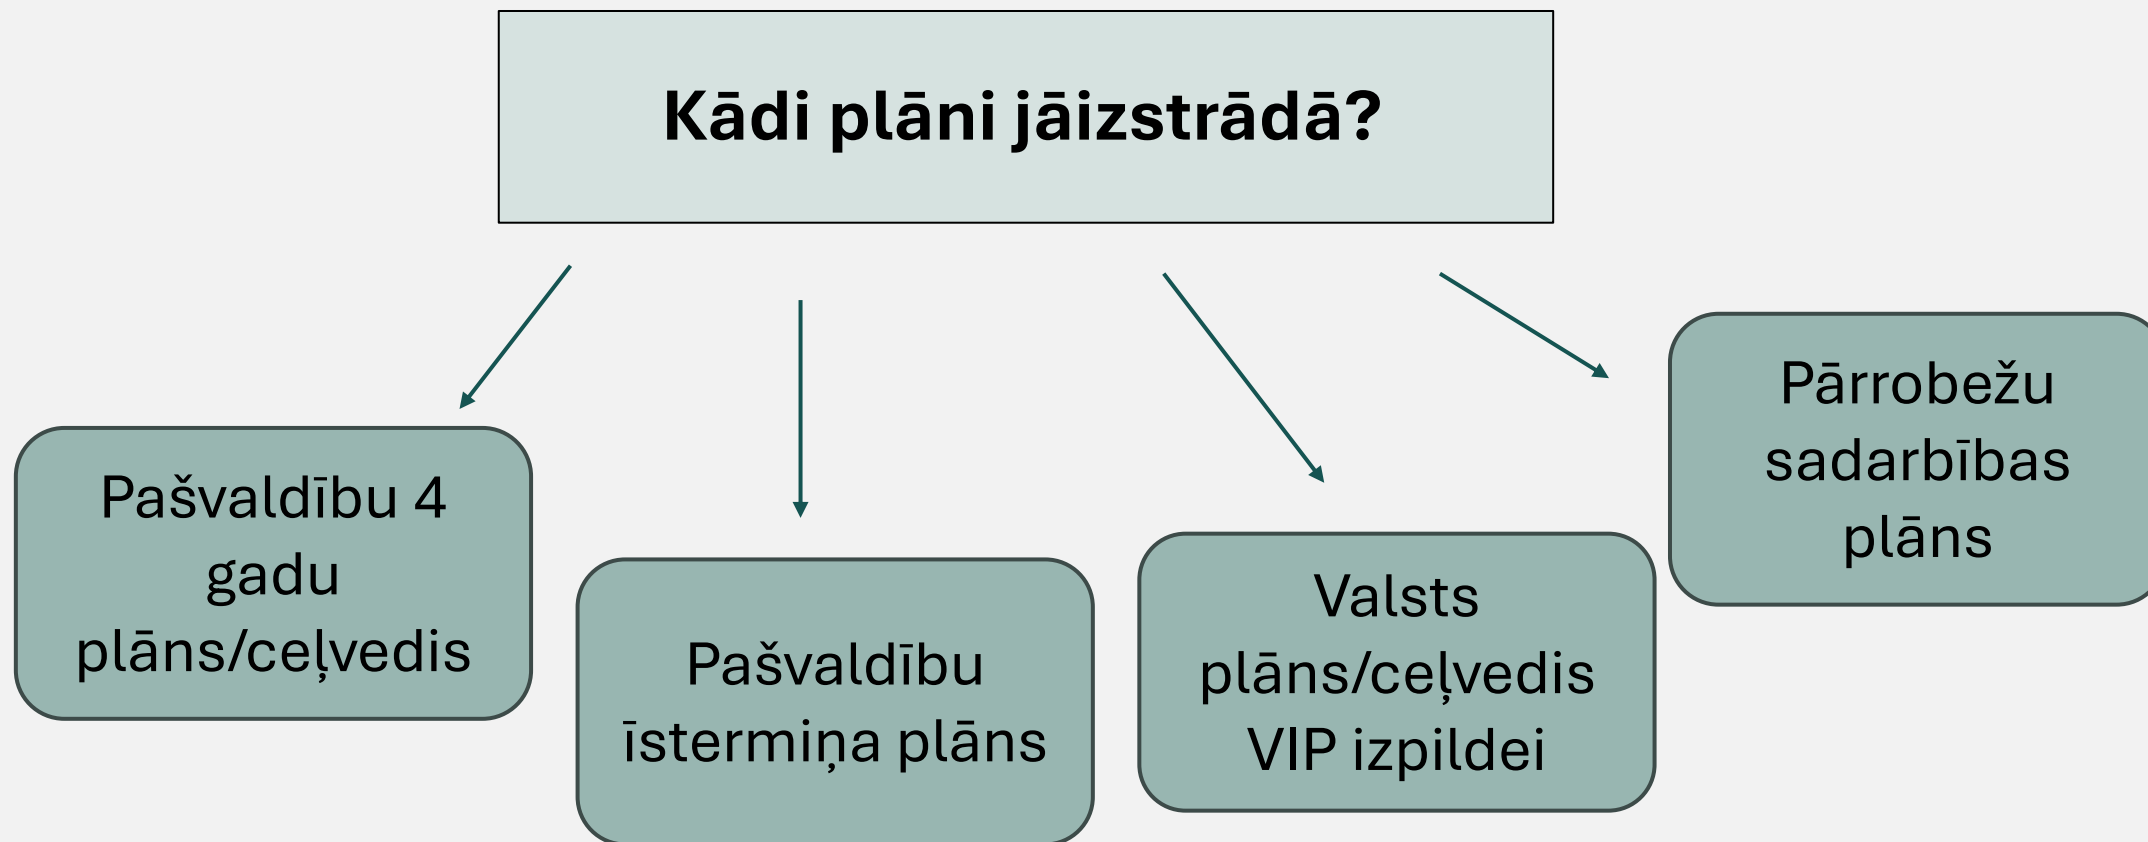 Kādi plāni jāizstrādā?
Pašvaldību 4
gadu
plāns/ceļvedis
Pašvaldību
īstermiņa plāns
Valsts
plāns/ceļvedis
VIP izpildei
Pārrobežu
sadarbības
plāns